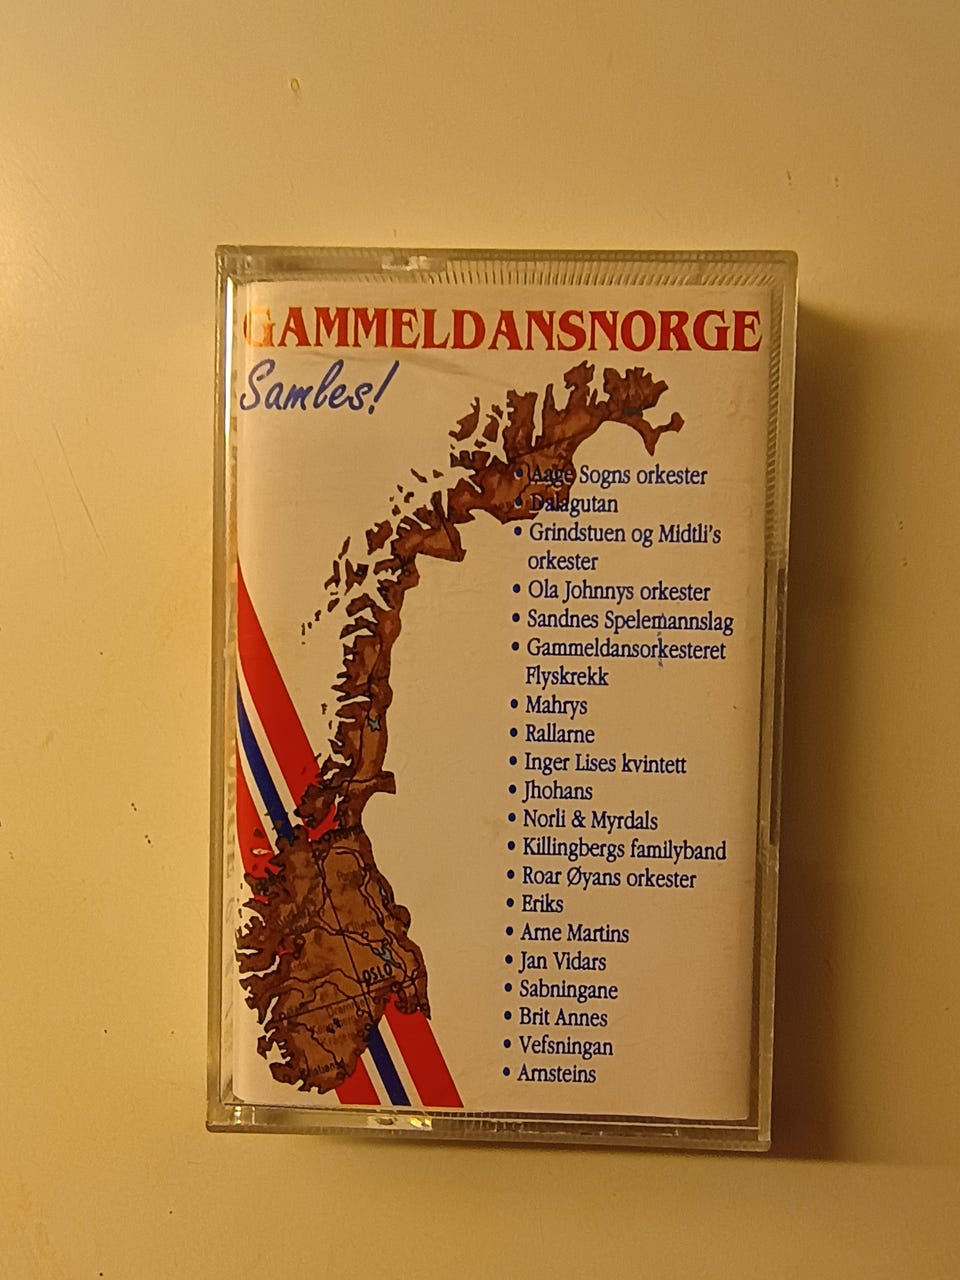 GAMMELDANSNORGE
Samles!
• Aage Sogns orkester
• Dalagutan
• Grindstuen og Midtli's
orkester
• Ola Johnnys orkester
• Sandnes Spelemannslag
• Gammeldansorkesteret
Flyskrekk
• Mahrys
• Rallarne
• Inger Lises kvintett
• Jhohans
• Norli & Myrdals
• Killingbergs familyband
• Roar Øyans orkester
• Eriks
• Arne Martins
• Jan Vidars
• Sabningane
• Brit Annes
• Vefsningan
• Arnsteins
OSLO